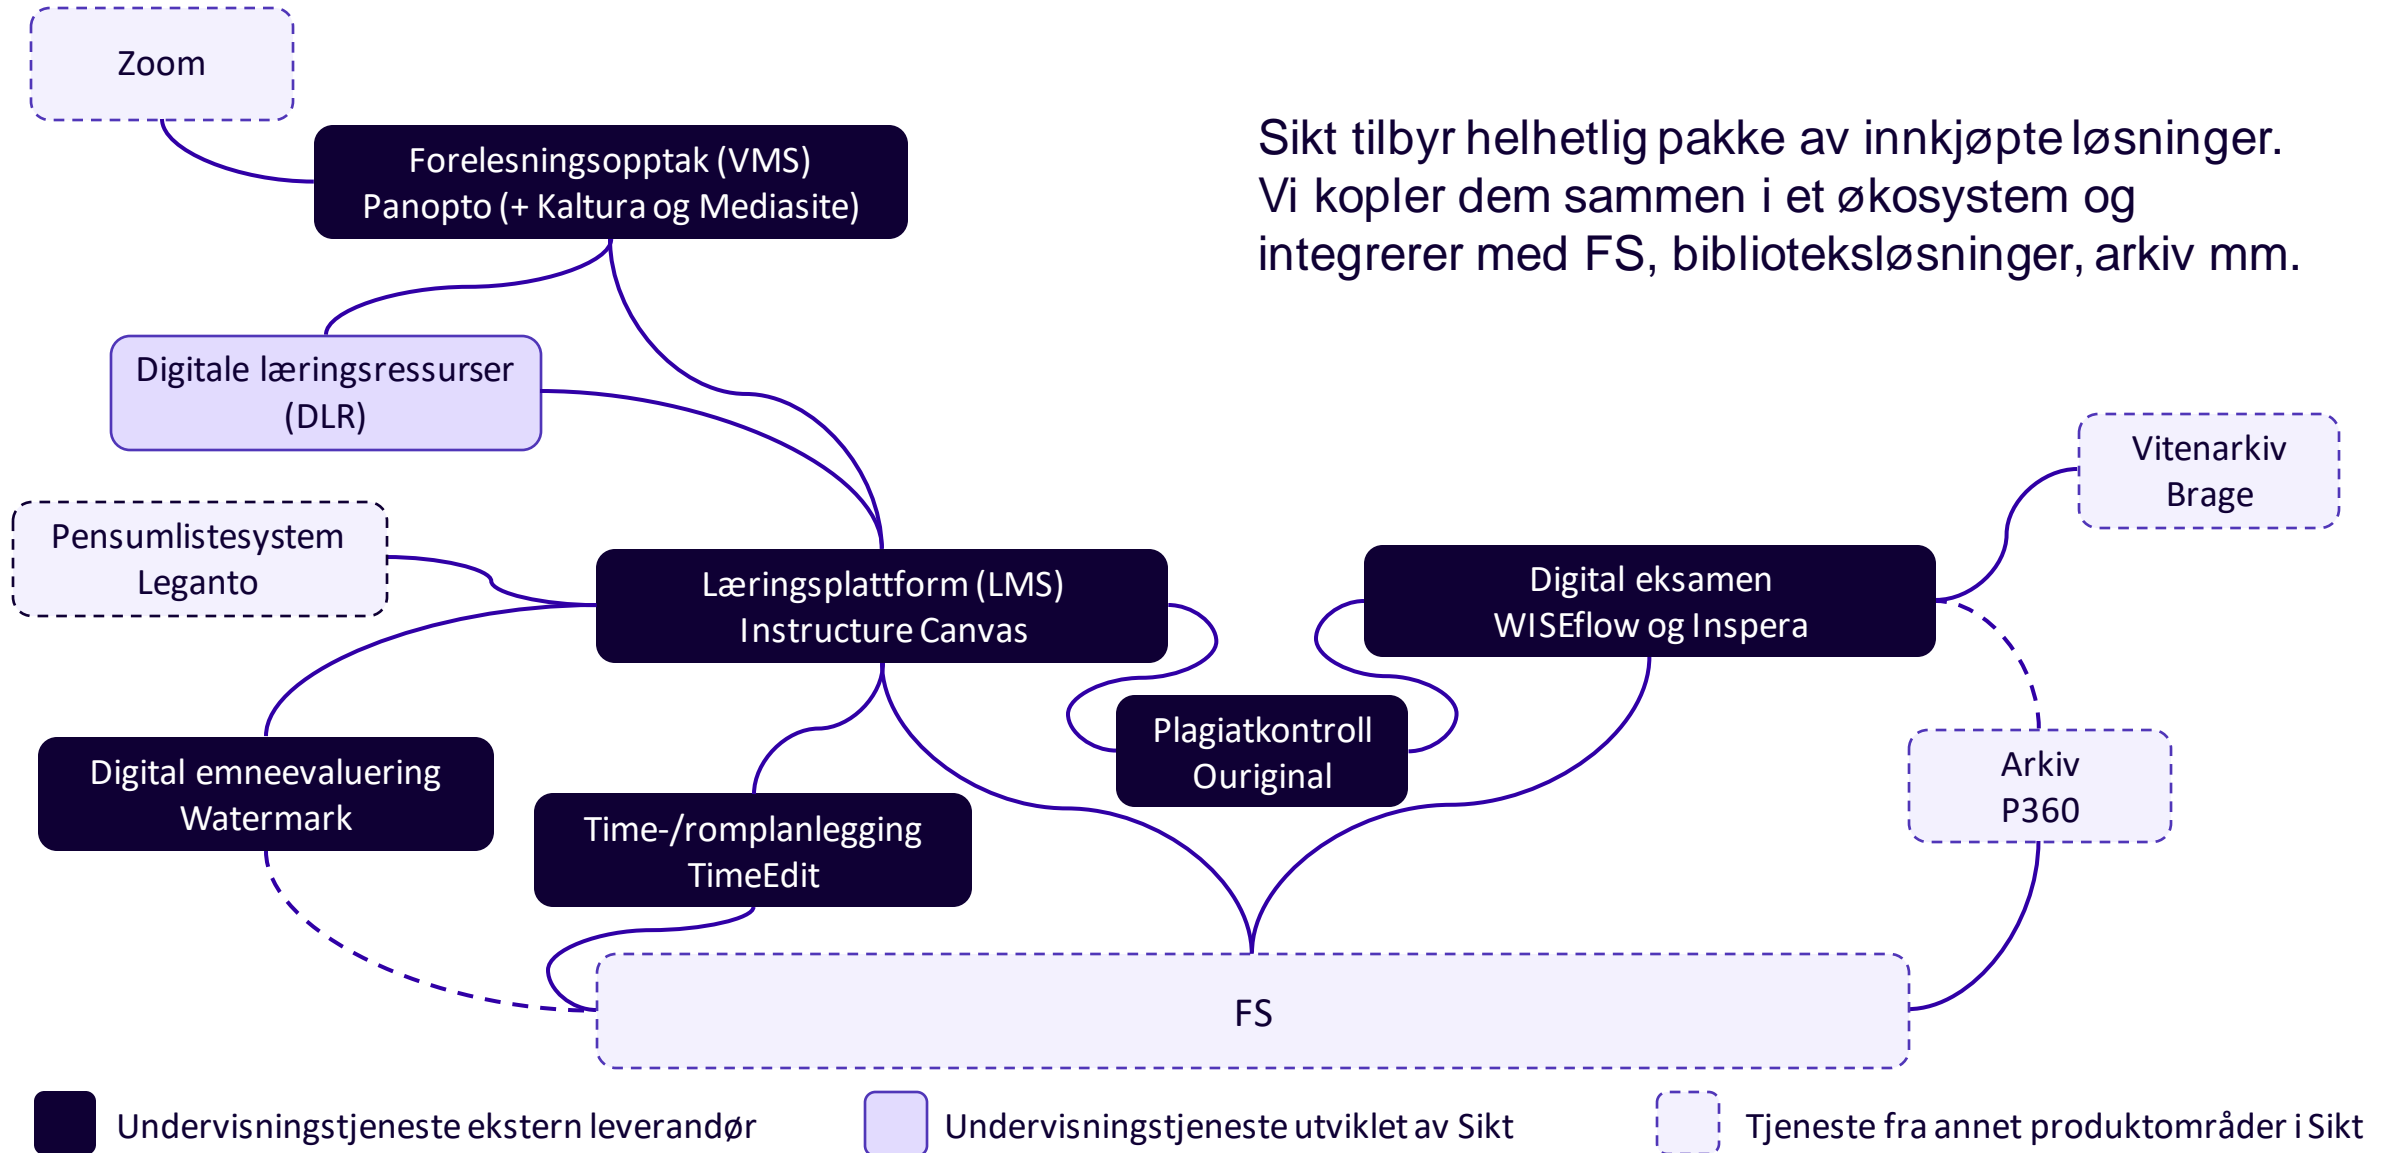 Zoom
Forelesningsopptak (VMS)
Panopto (+ Kaltura og Mediasite)
Sikt tilbyr helhetlig pakke av innkjøpte løsninger.
Vi kopler dem sammen i et økosystem og
integrerer med FS, biblioteksløsninger, arkiv mm.
Digitale læringsressurser
(DLR)
Vitenarkiv
Brage
Pensumlistesystem
Leganto
Læringsplattform (LMS)
Instructure Canvas
Digital eksamen
WISEflow og Inspera
Plagiatkontroll
Ouriginal
Digital emneevaluering
Watermark
Time-/romplanlegging
TimeEdit
Arkiv
P360
FS
Undervisningstjeneste ekstern leverandør
Undervisningstjeneste utviklet av Sikt
Tjeneste fra annet produktområder i Sikt